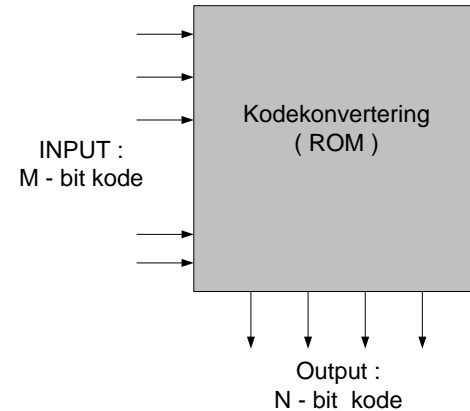 Kodekonvertering
( ROM )
INPUT :
M - bit kode
Output :
N - bit kode